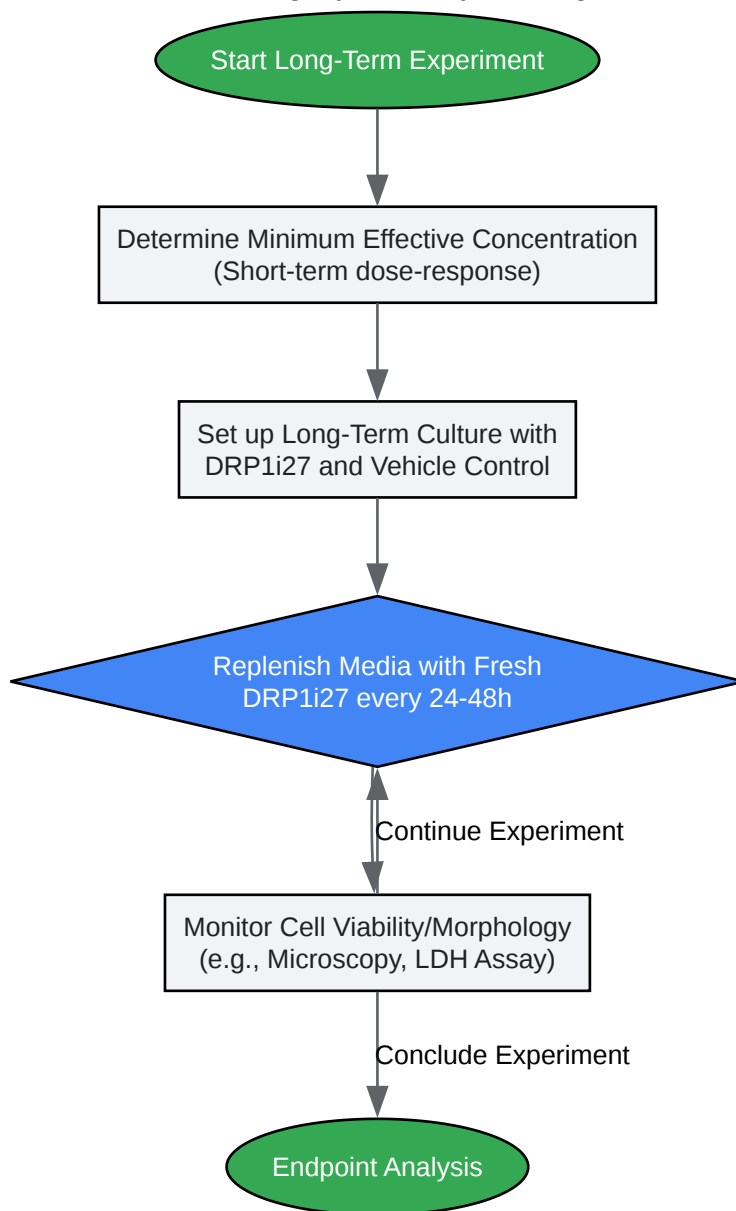 Start Long-Term Experiment
Determine Minimum Effective Concentration
(Short-term dose-response)
Set up Long-Term Culture with
DRP1i27 and Vehicle Control
Replenish Media with Fresh
DRP1i27 every 24-48h
Continue Experiment
Monitor Cell Viability/Morphology
(e.g., Microscopy, LDH Assay)
Conclude Experiment
Endpoint Analysis